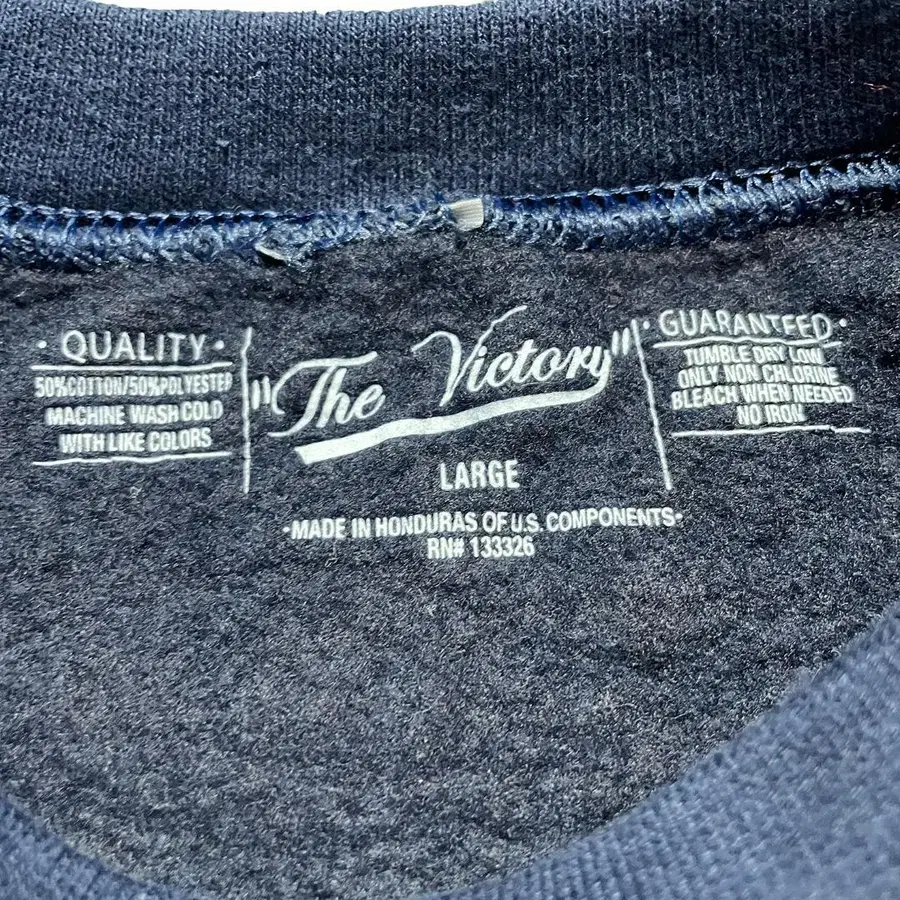 · QUALITY ·
50%COTTON/50%POLYESTER
MACHINE WASH COLD
WITH LIKE COLORS
"The Victory"
LARGE
-MADE IN HONDURAS OF U.S. COMPONENTS-
RN# 133326
· GUARANTEED ·
TUMBLE DRY LOW
ONLY NON CHLORINE
BLEACH WHEN NEEDED
NO IRON